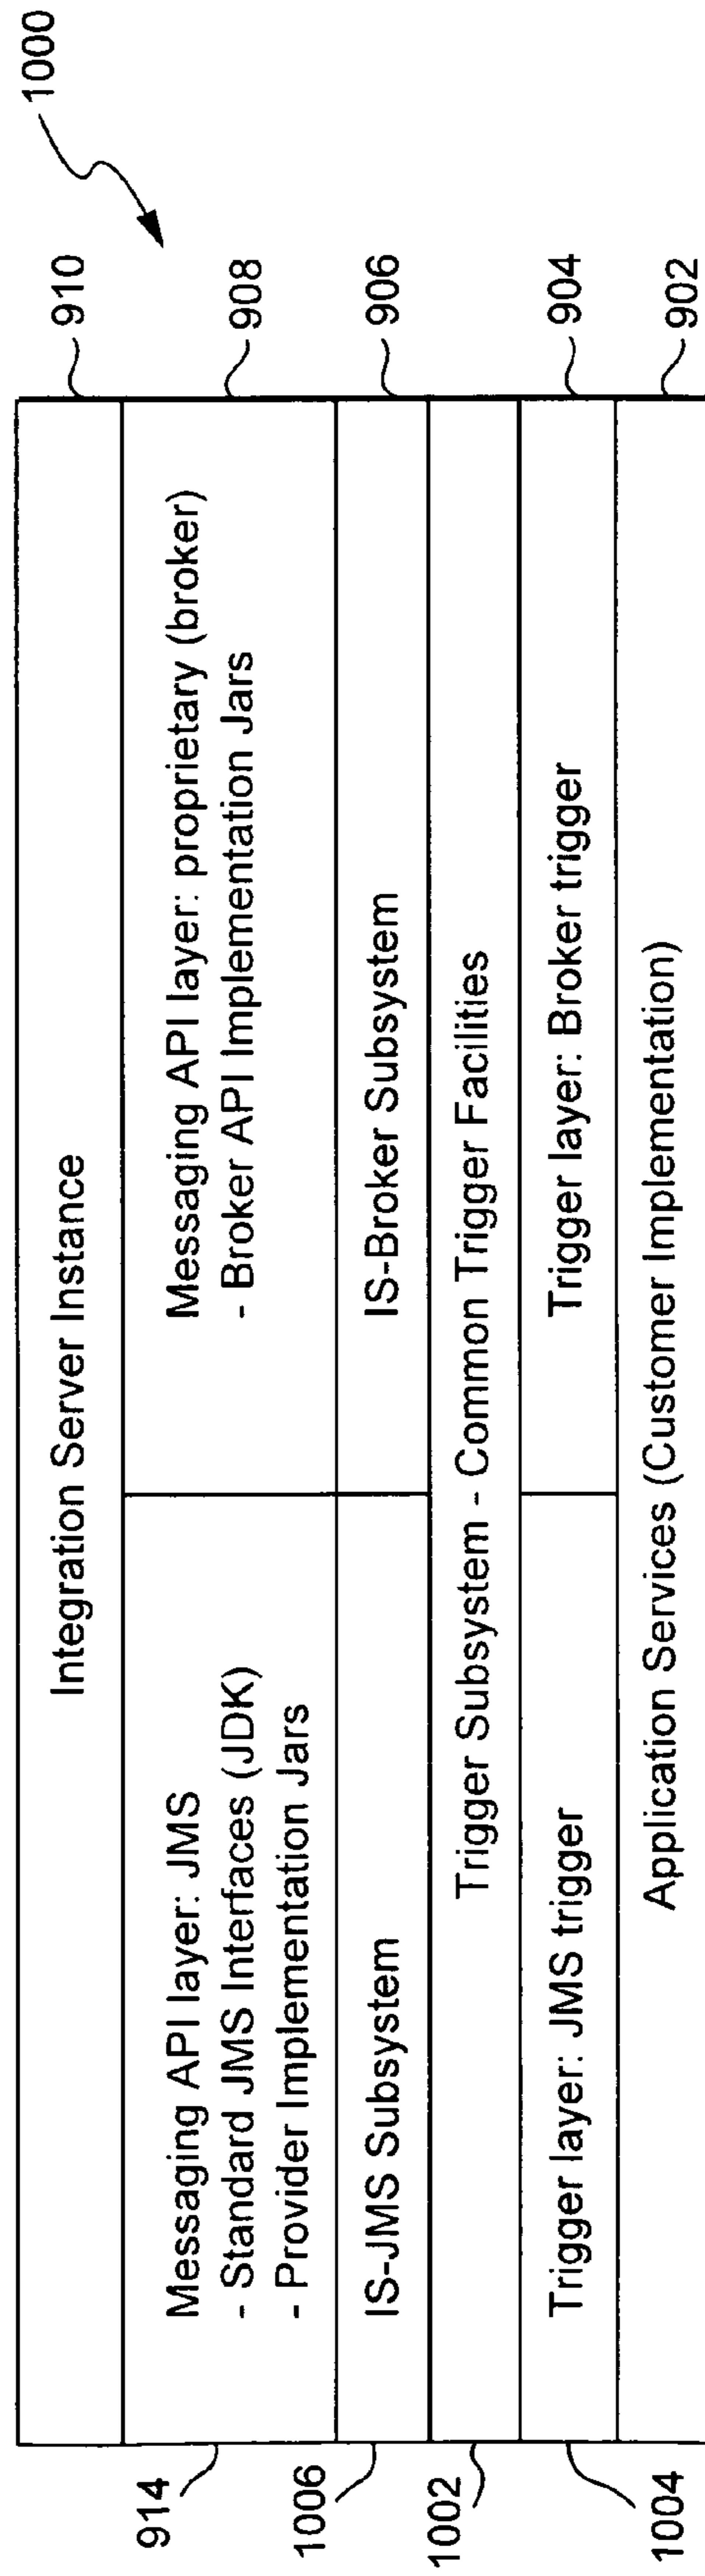 1000
Integration Server Instance
910
914
Messaging API layer: JMS
- Standard JMS Interfaces (JDK)
- Provider Implementation Jars
Messaging API layer: proprietary (broker)
- Broker API Implementation Jars
908
1006
IS-JMS Subsystem
IS-Broker Subsystem
906
1002
Trigger Subsystem - Common Trigger Facilities
1004
Trigger layer: JMS trigger
Trigger layer: Broker trigger
904
Application Services (Customer Implementation)
902